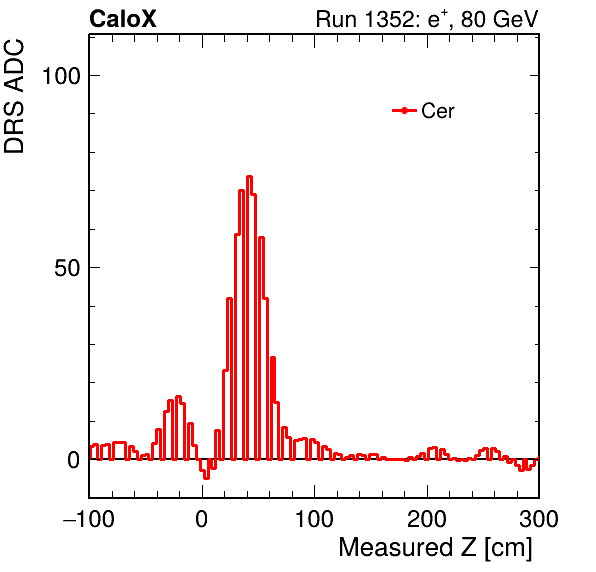 CaloX Run 1352: e⁺, 80 GeV
DRS ADC
100
Cer
50
0
−100 0 100 200 300
Measured Z [cm]